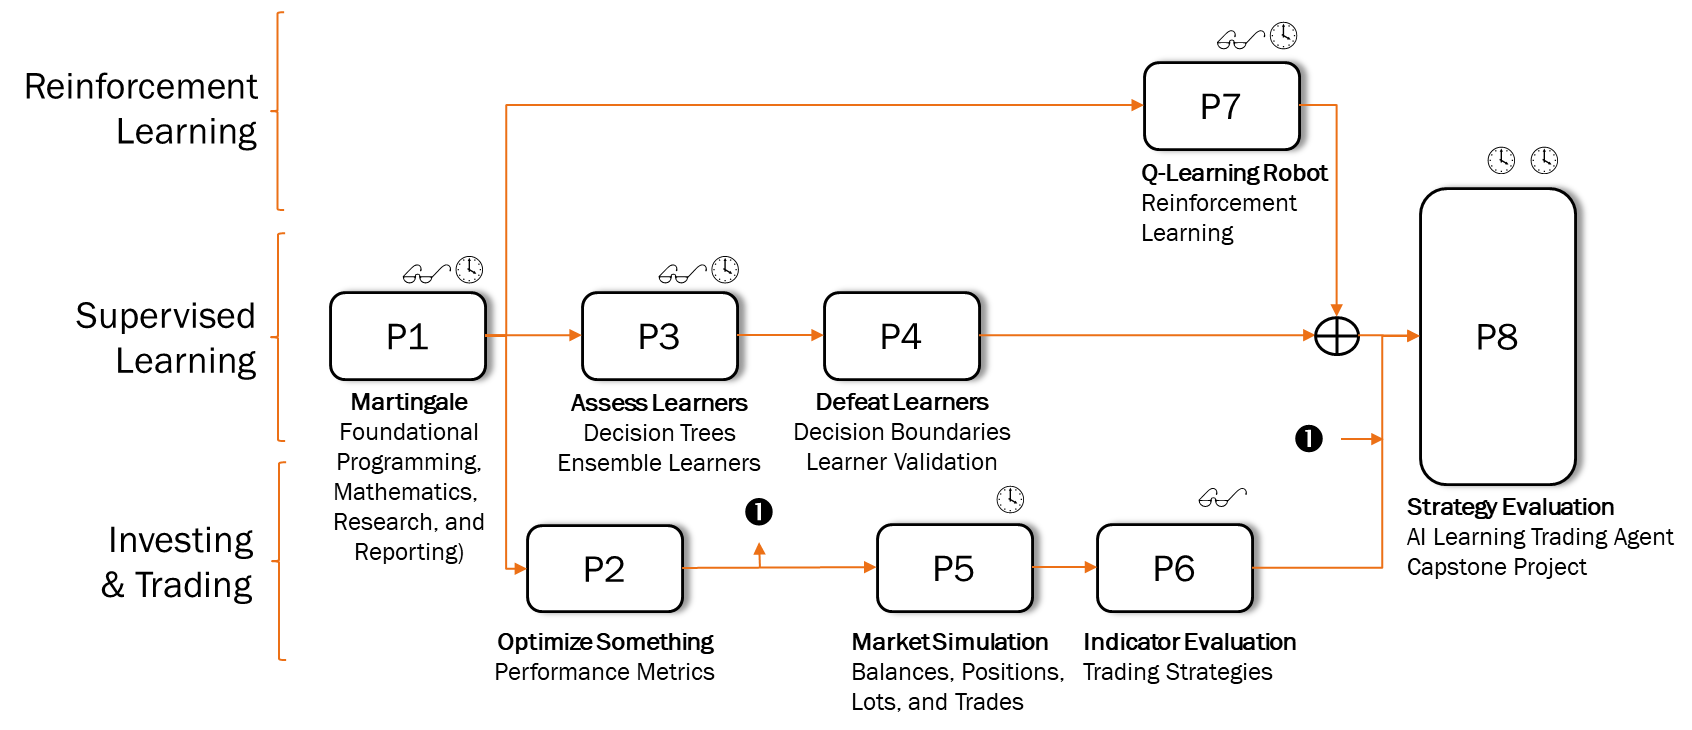 Reinforcement
Learning
P7
Q-Learning Robot
Reinforcement
Learning
Supervised
Learning
P1
Martingale
Foundational
Programming,
Mathematics,
Research, and
Reporting)
P3
Assess Learners
Decision Trees
Ensemble Learners
P4
Defeat Learners
Decision Boundaries
Learner Validation
P8
Strategy Evaluation
AI Learning Trading Agent
Capstone Project
1
1
Investing
& Trading
P2
Optimize Something
Performance Metrics
P5
Market Simulation
Balances, Positions,
Lots, and Trades
P6
Indicator Evaluation
Trading Strategies